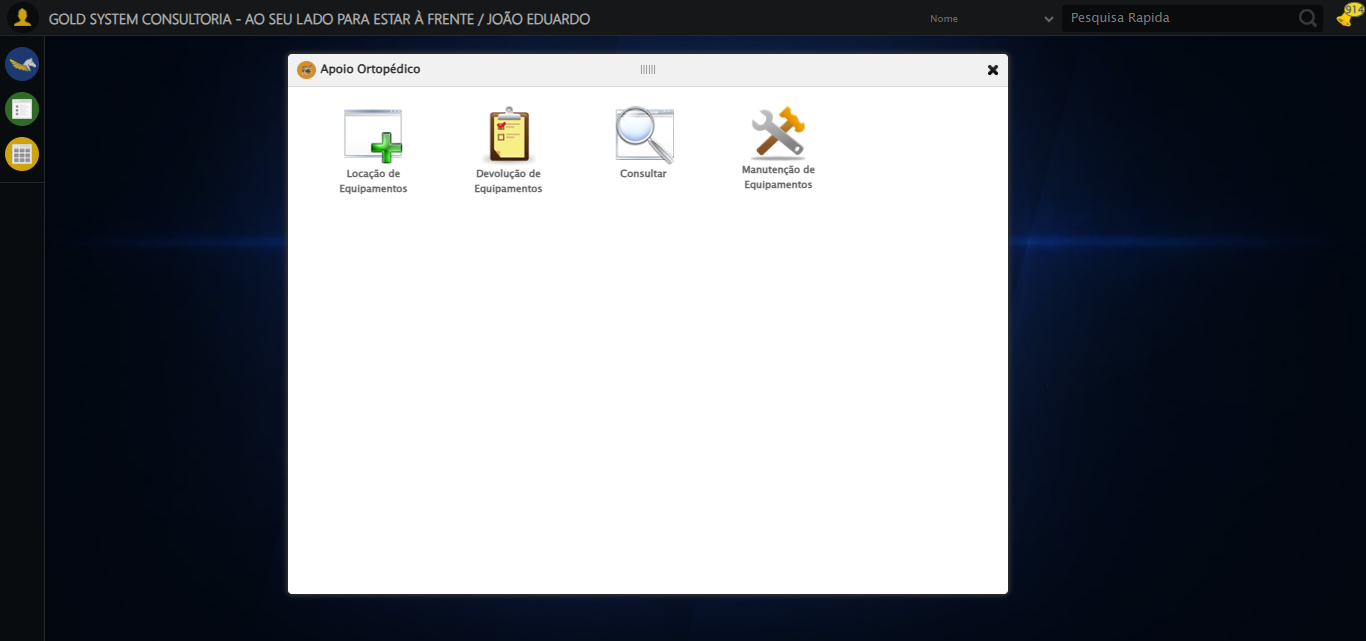 GOLD SYSTEM CONSULTORIA - AO SEU LADO PARA ESTAR À FRENTE / JOÃO EDUARDO
Nome
Pesquisa Rapida
914
Apoio Ortopédico
Locação de
Equipamentos
Devolução de
Equipamentos
Consultar
Manutenção de
Equipamentos